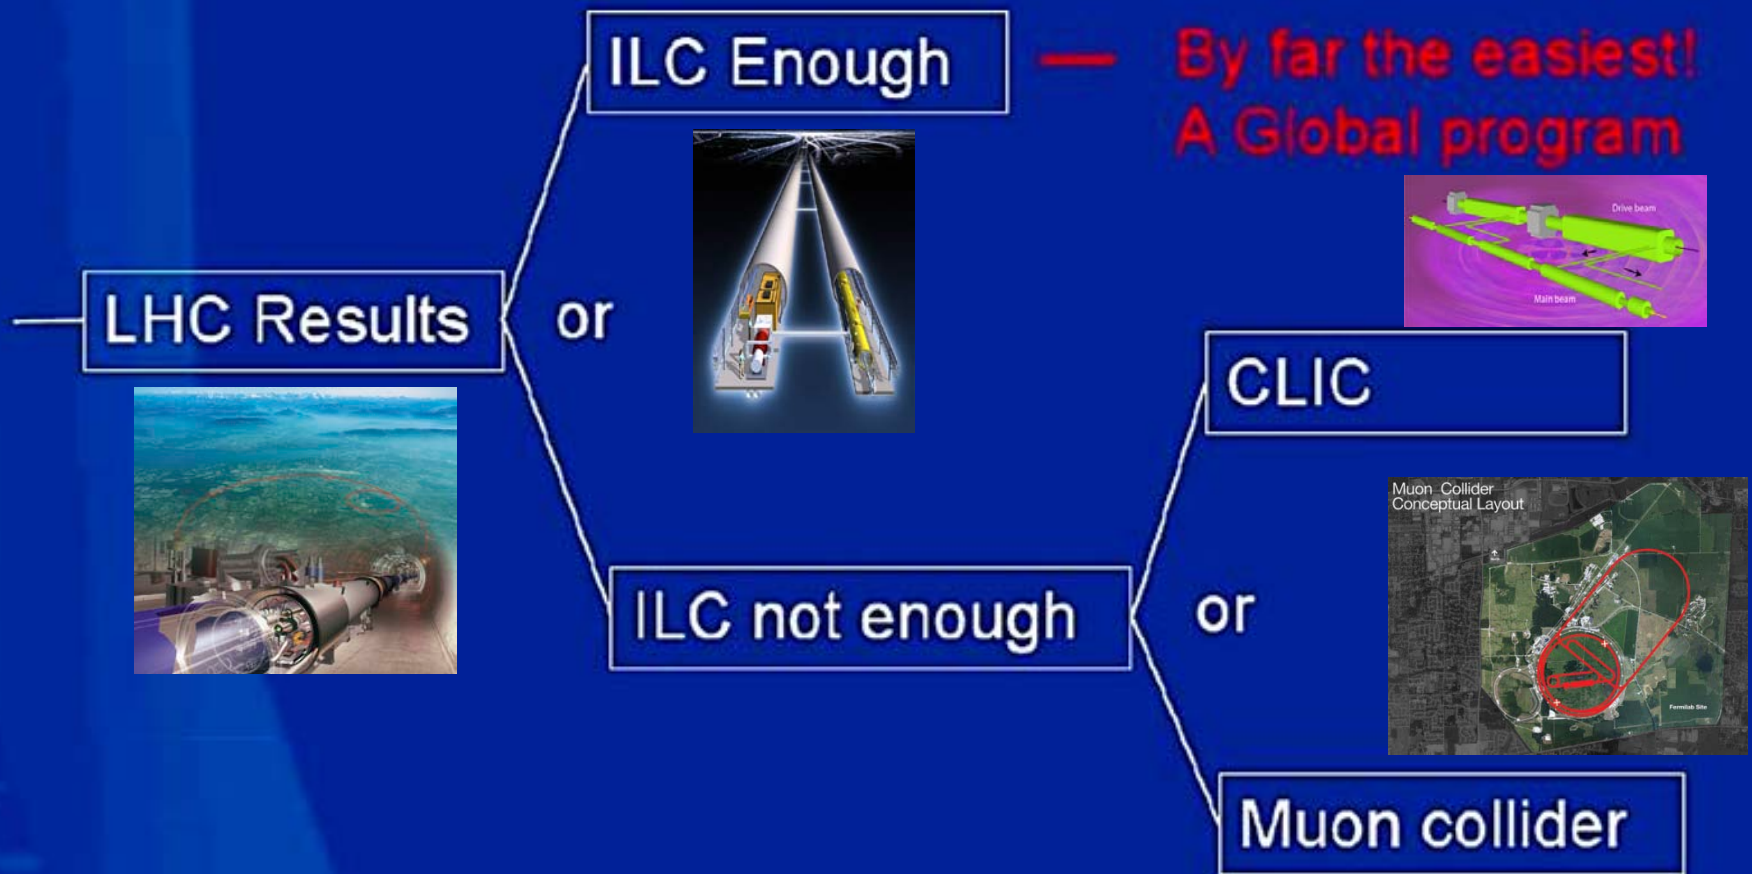 ILC Enough
By far the easiest!
A Global program
Drive beam
Main beam
LHC Results
or
CLIC
Muon Collider
Conceptual Layout
ILC not enough
or
Fermilab Site
Muon collider